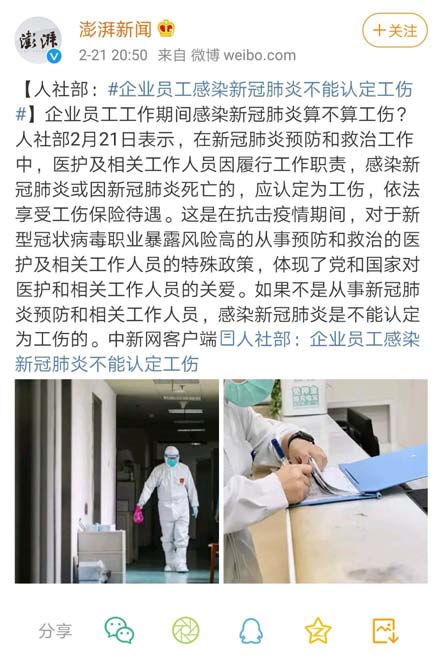 澎湃
澎湃新闻
+关注
2-21 20:50 来自 微博 weibo.com
【人社部：#企业员工感染新冠肺炎不能认定工伤
#】企业员工工作期间感染新冠肺炎算不算工伤？
人社部2月21日表示，在新冠肺炎预防和救治工作
中，医护及相关工作人员因履行工作职责，感染新
冠肺炎或因新冠肺炎死亡的，应认定为工伤，依法
享受工伤保险待遇。这是在抗击疫情期间，对于新
型冠状病毒职业暴露风险高的从事预防和救治的医
护及相关工作人员的特殊政策，体现了党和国家对
医护和相关工作人员的关爱。如果不是从事新冠肺
炎预防和相关工作人员，感染新冠肺炎是不能认定
为工伤的。中新网客户端人社部：企业员工感染
新冠肺炎不能认定工伤
分享